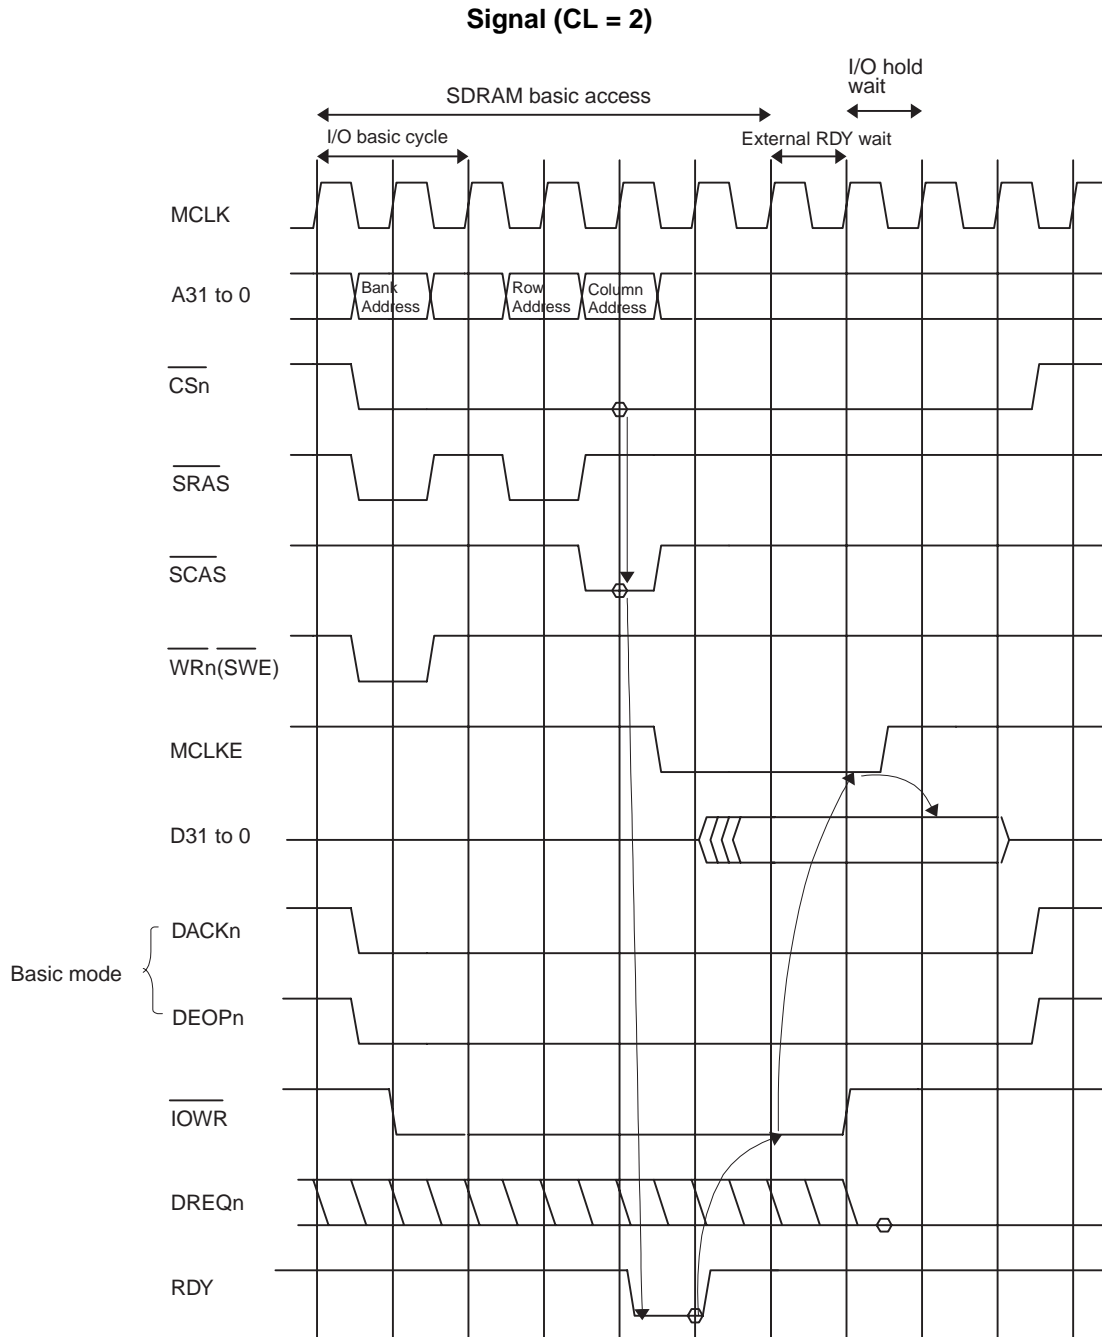 Signal (CL = 2)
I/O hold
wait
SDRAM basic access
I/O basic cycle
External RDY wait
MCLK
A31 to 0
Bank
Address
Row
Address
Column
Address
CSn
SRAS
SCAS
WRn(SWE)
MCLKE
D31 to 0
DACKn
Basic mode
DEOPn
IOWR
DREQn
RDY